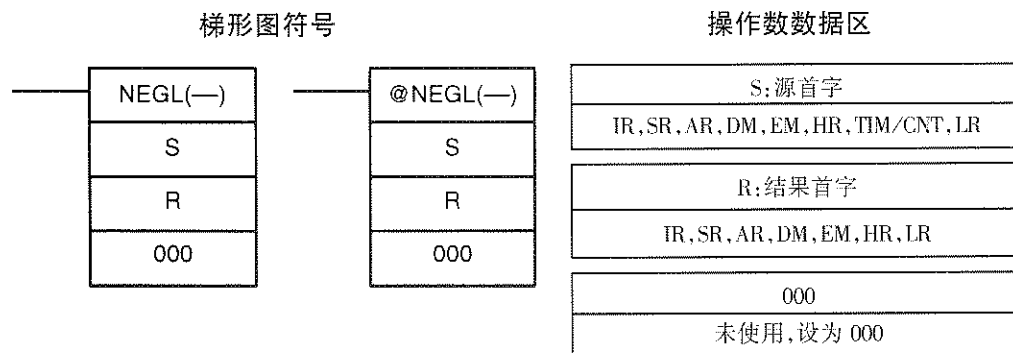 梯形图符号
NEGL(—)
S
R
000
@NEGL(—)
S
R
000
操作数数据区
S:源首字
IR,SR,AR,DM,EM,HR,TIM/CNT,LR
R:结果首字
IR,SR,AR,DM,EM,HR,LR
000
未使用,设为 000